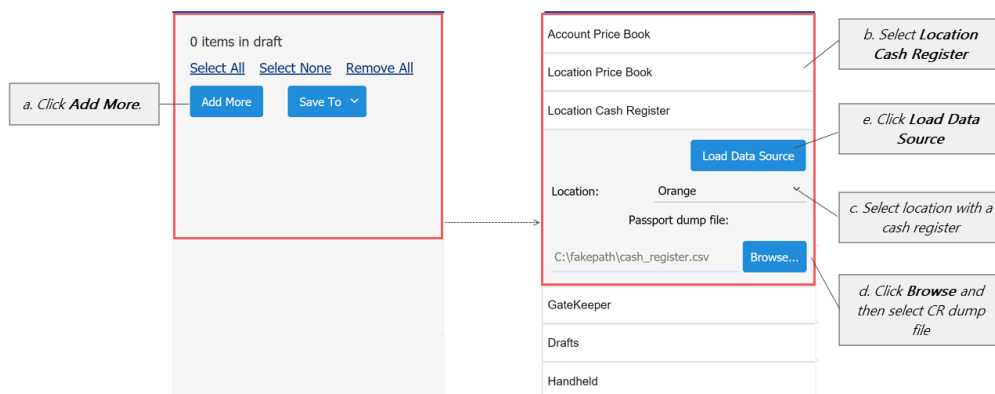 0 items in draft
Select All Select None Remove All
Add More Save To
a. Click Add More.
Account Price Book
Location Price Book
Location Cash Register
Load Data Source
Location: Orange
Passport dump file:
C:\fakepath\cash_register.csv Browse...
GateKeeper
Drafts
Handheld
b. Select Location
Cash Register
e. Click Load Data
Source
c. Select location with a
cash register
d. Click Browse and
then select CR dump
file